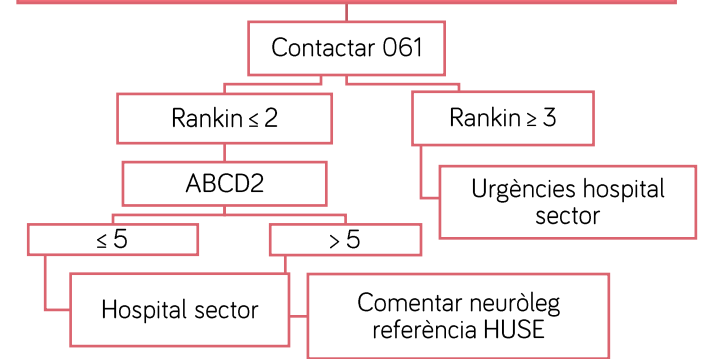 Contactar 061
Rankin ≤ 2
Rankin ≥ 3
ABCD2
Urgències hospital
sector
≤ 5
> 5
Hospital sector
Comentar neuròleg
referència HUSE